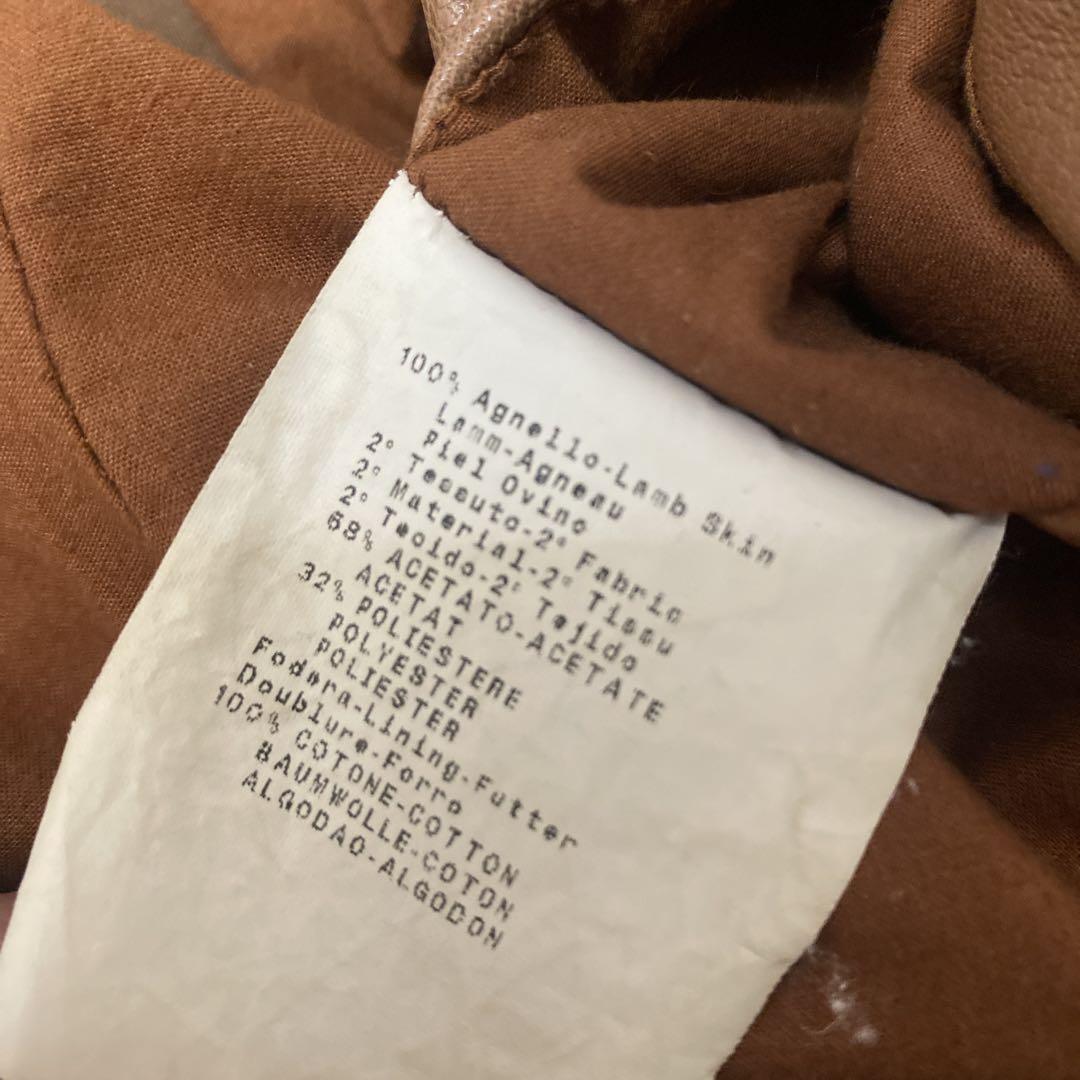 100% Agnello-Lamb Skin
Lamm-Agneau
Piel Ovino
2° Tessuto-2° Fabric
2° Material-2° Tissu
2° Tecido-2° Tejido
68% ACETATO-ACETATE
ACETAT
32% POLIESTERE
POLYESTER
POLIESTER
Fodera-Lining-Futter
Doublure-Forro
100% COTONE-COTTON
BAUMWOLLE-COTON
ALGODAO-ALGODON